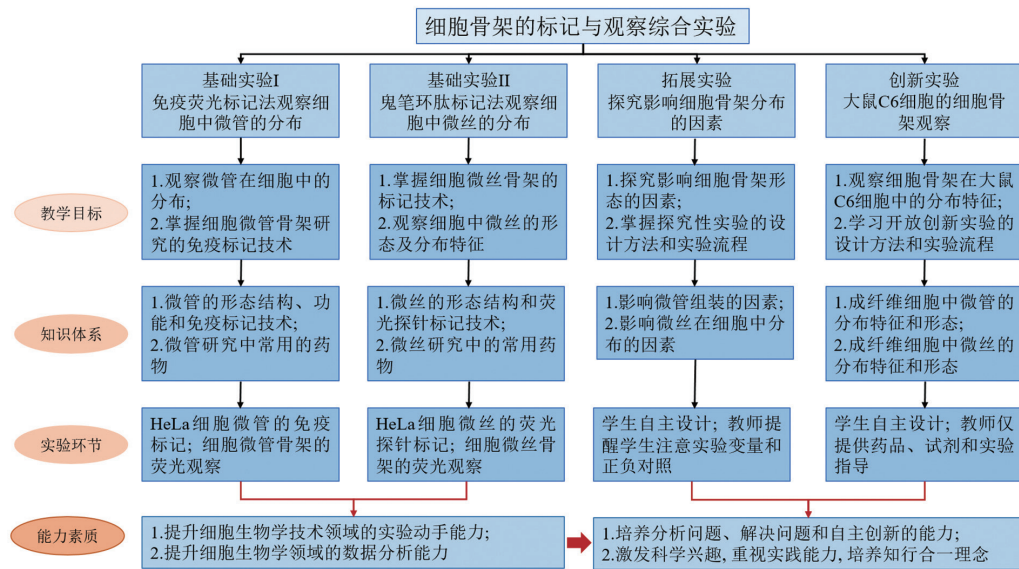 细胞骨架的标记与观察综合实验
基础实验I
免疫荧光标记法观察细
胞中微管的分布
基础实验II
鬼笔环肽标记法观察细
胞中微丝的分布
拓展实验
探究影响细胞骨架分布
的因素
创新实验
大鼠C6细胞的细胞骨
架观察
教学目标
1.观察微管在细胞中的
分布;
2.掌握细胞微管骨架研
究的免疫标记技术
1.掌握细胞微丝骨架的
标记技术;
2.观察细胞中微丝的形
态及分布特征
1.探究影响细胞骨架形
态的因素;
2.掌握探究性实验的设
计方法和实验流程
1.观察细胞骨架在大鼠
C6细胞中的分布特征;
2.学习开放创新实验的
设计方法和实验流程
知识体系
1.微管的形态结构、功
能和免疫标记技术;
2.微管研究中常用的药
物
1.微丝的形态结构和荧
光探针标记技术;
2.微丝研究中的常用药
物
1.影响微管组装的因素;
2.影响微丝在细胞中分
布的因素
1.成纤维细胞中微管的
分布特征和形态;
2.成纤维细胞中微丝的
分布特征和形态
实验环节
HeLa细胞微管的免疫
标记; 细胞微管骨架的
荧光观察
HeLa细胞微丝的荧光
探针标记; 细胞微丝骨
架的荧光观察
学生自主设计; 教师提
醒学生注意实验变量和
正负对照
学生自主设计; 教师仅
提供药品、试剂和实验
指导
能力素质
1.提升细胞生物学技术领域的实验动手能力;
2.提升细胞生物学领域的数据分析能力
1.培养分析问题、解决问题和自主创新的能力;
2.激发科学兴趣, 重视实践能力, 培养知行合一理念